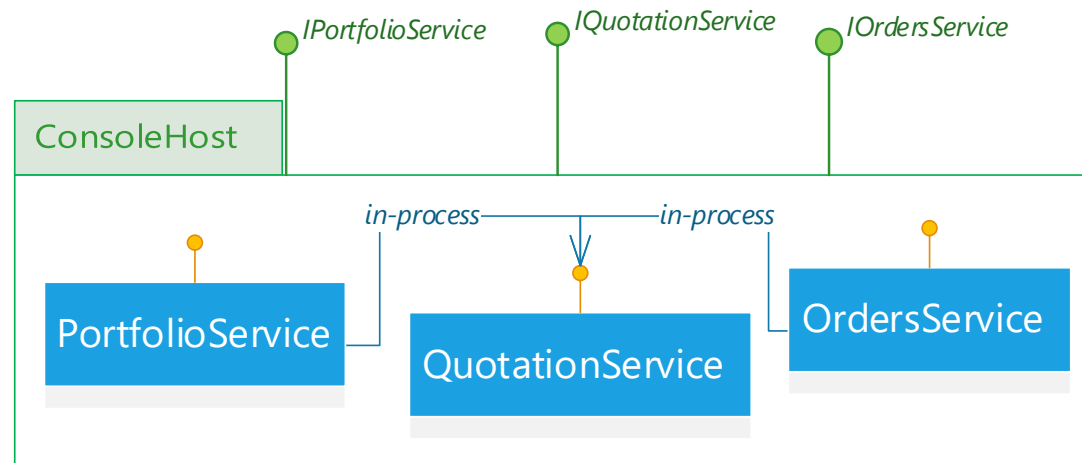 IPortfolioService
IQuotationService
IOrdersService
ConsoleHost
in-process
in-process
PortfolioService
QuotationService
OrdersService